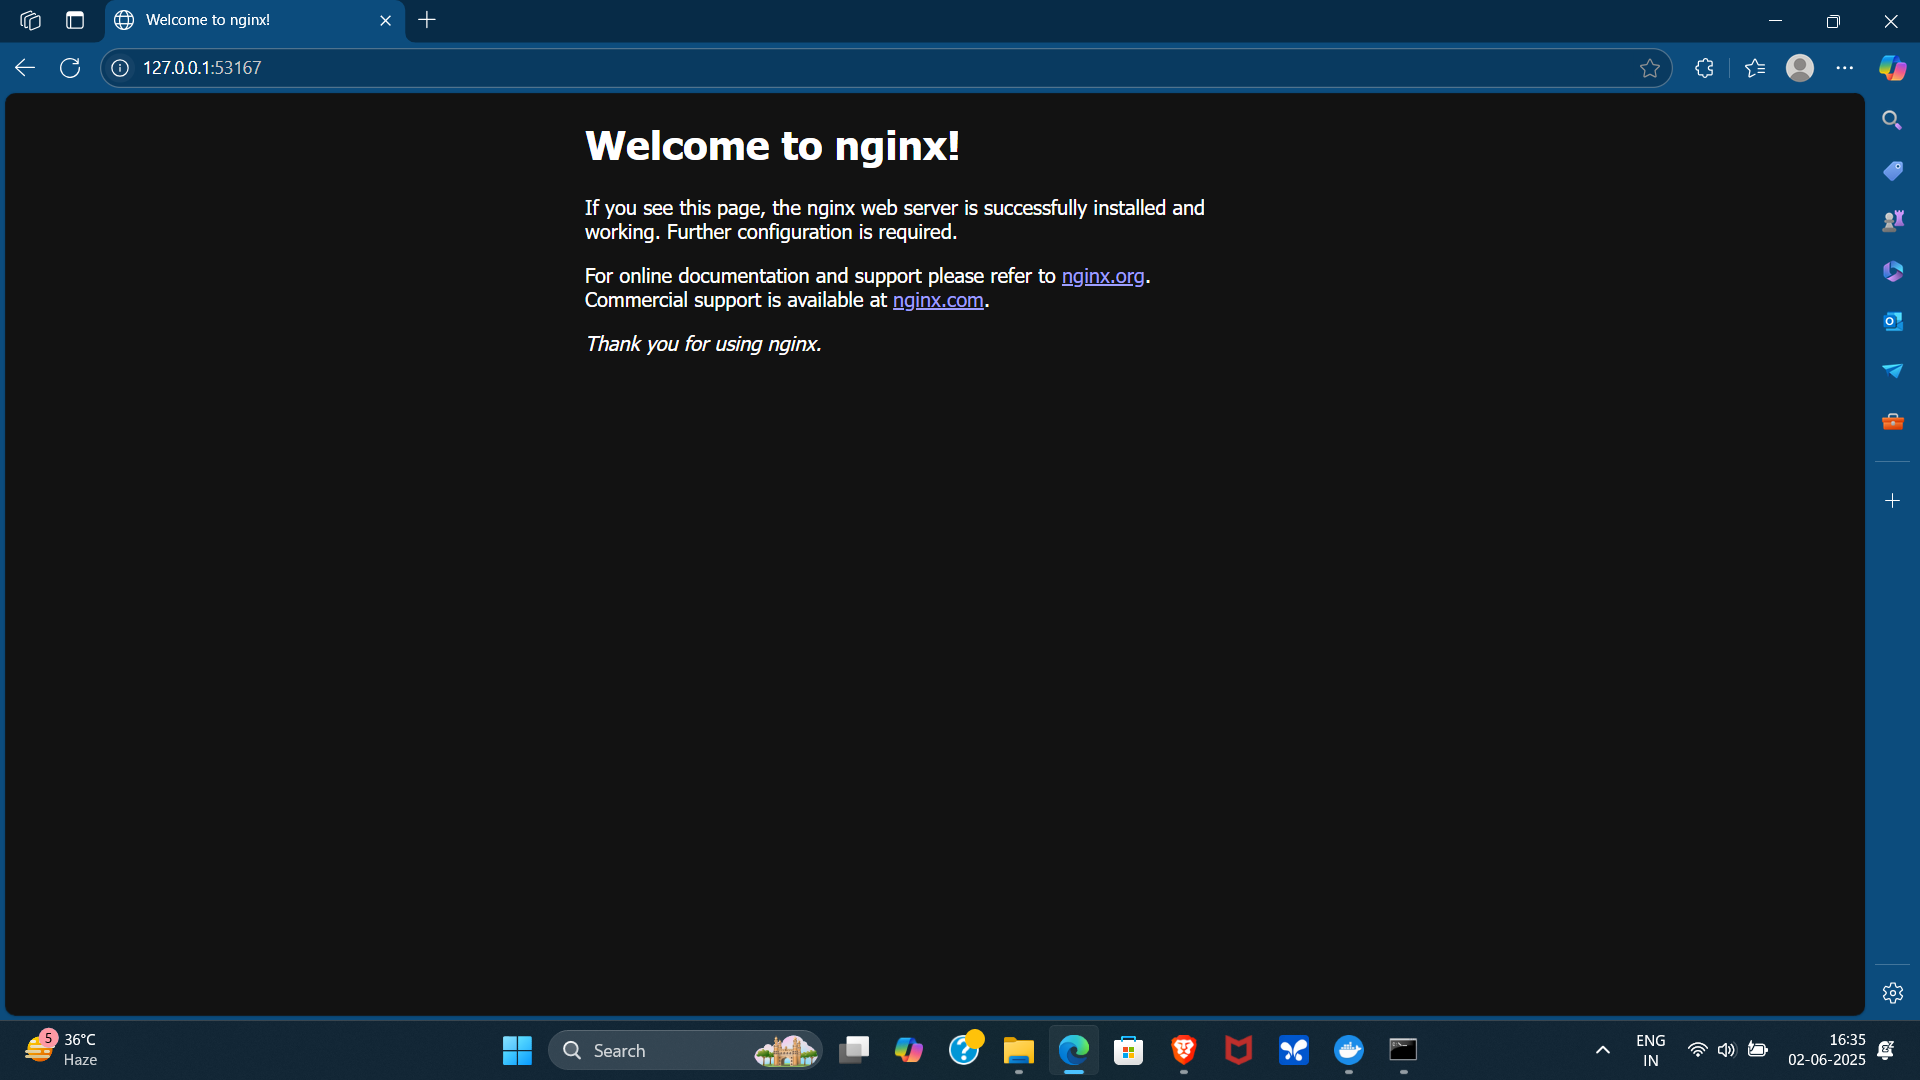 Welcome to nginx!
127.0.0.1:53167
Welcome to nginx!
If you see this page, the nginx web server is successfully installed and
working. Further configuration is required.
For online documentation and support please refer to nginx.org.
Commercial support is available at nginx.com.
Thank you for using nginx.
5
36°C
Haze
Search
ENG
IN
16:35
02-06-2025